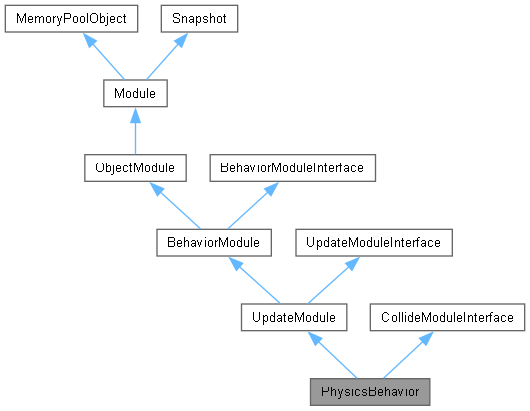 MemoryPoolObject
Snapshot
Module
ObjectModule
BehaviorModuleInterface
BehaviorModule
UpdateModuleInterface
UpdateModule
CollideModuleInterface
PhysicsBehavior